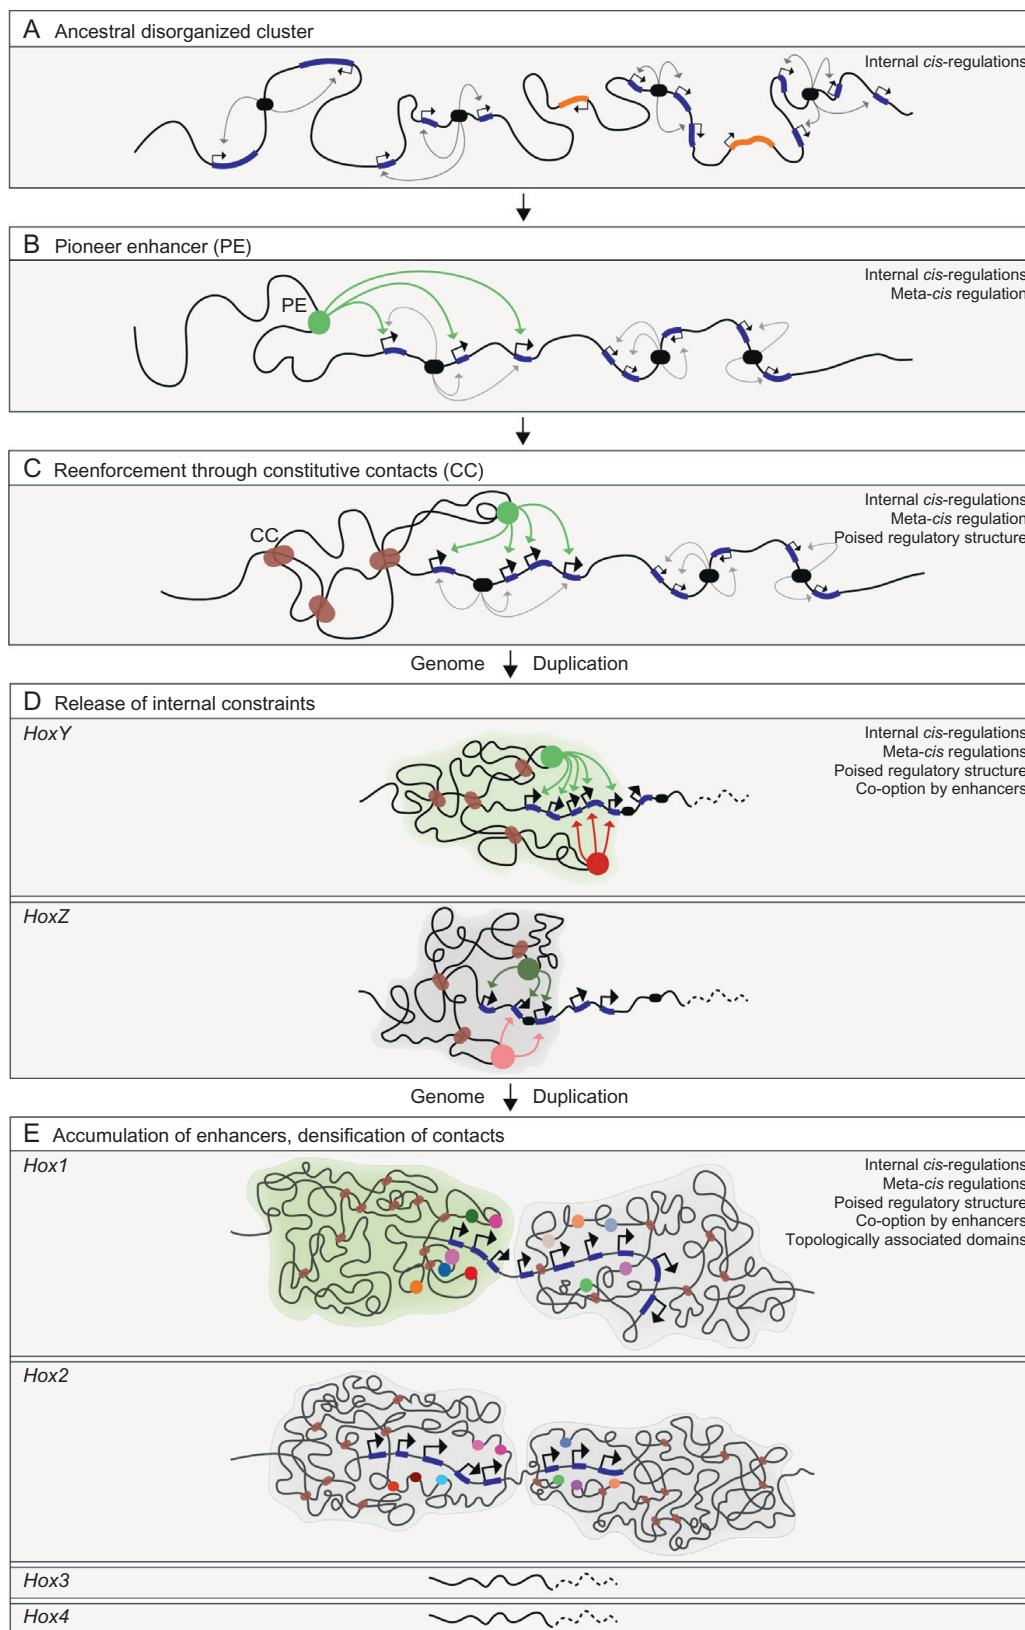 A Ancestral disorganized cluster
Internal cis-regulations
B Pioneer enhancer (PE)
Internal cis-regulations
Meta-cis regulation
PE
C Reenforcement through constitutive contacts (CC)
Internal cis-regulations
Meta-cis regulation
Poised regulatory structure
CC
Genome Duplication
D Release of internal constraints
HoxY
Internal cis-regulations
Meta-cis regulations
Poised regulatory structure
Co-option by enhancers
HoxZ
Genome Duplication
E Accumulation of enhancers, densification of contacts
Hox1
Internal cis-regulations
Meta-cis regulations
Poised regulatory structure
Co-option by enhancers
Topologically associated domains
Hox2
Hox3
Hox4